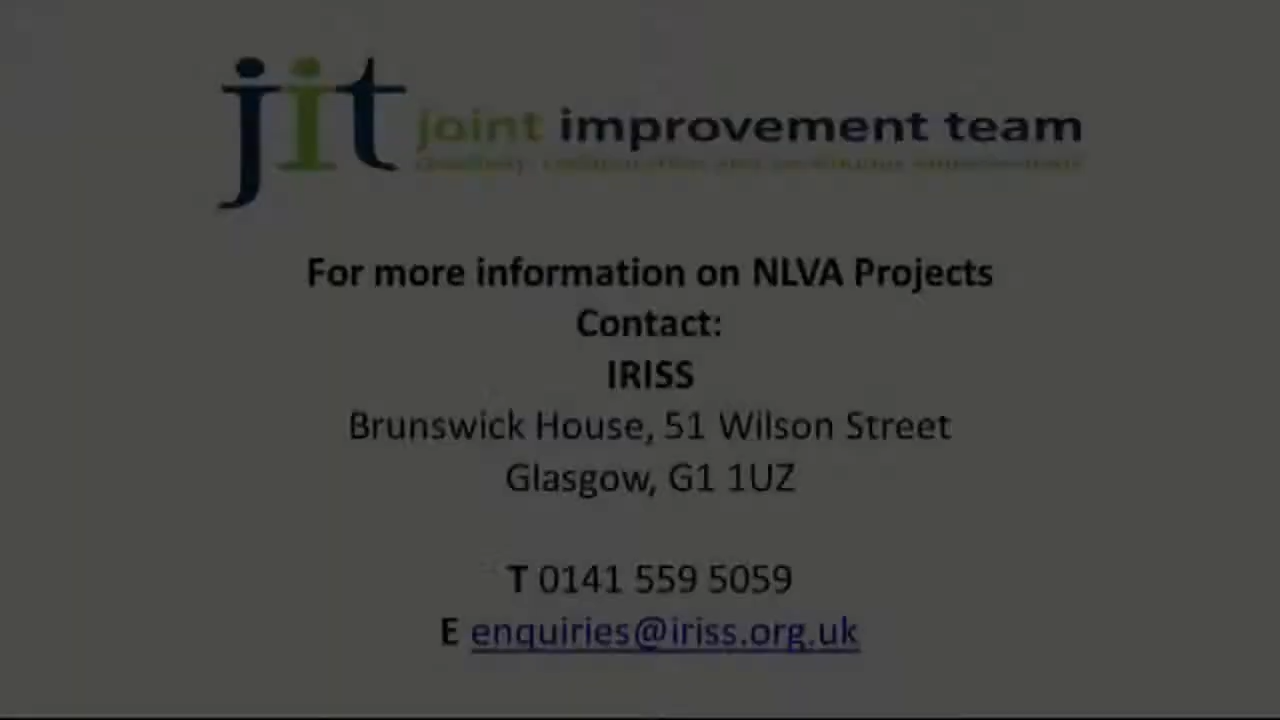 jit joint improvement team
For more information on NLVA Projects
Contact:
IRISS
Brunswick House, 51 Wilson Street
Glasgow, G1 1UZ
T 0141 559 5059
E enquiries@iriss.org.uk